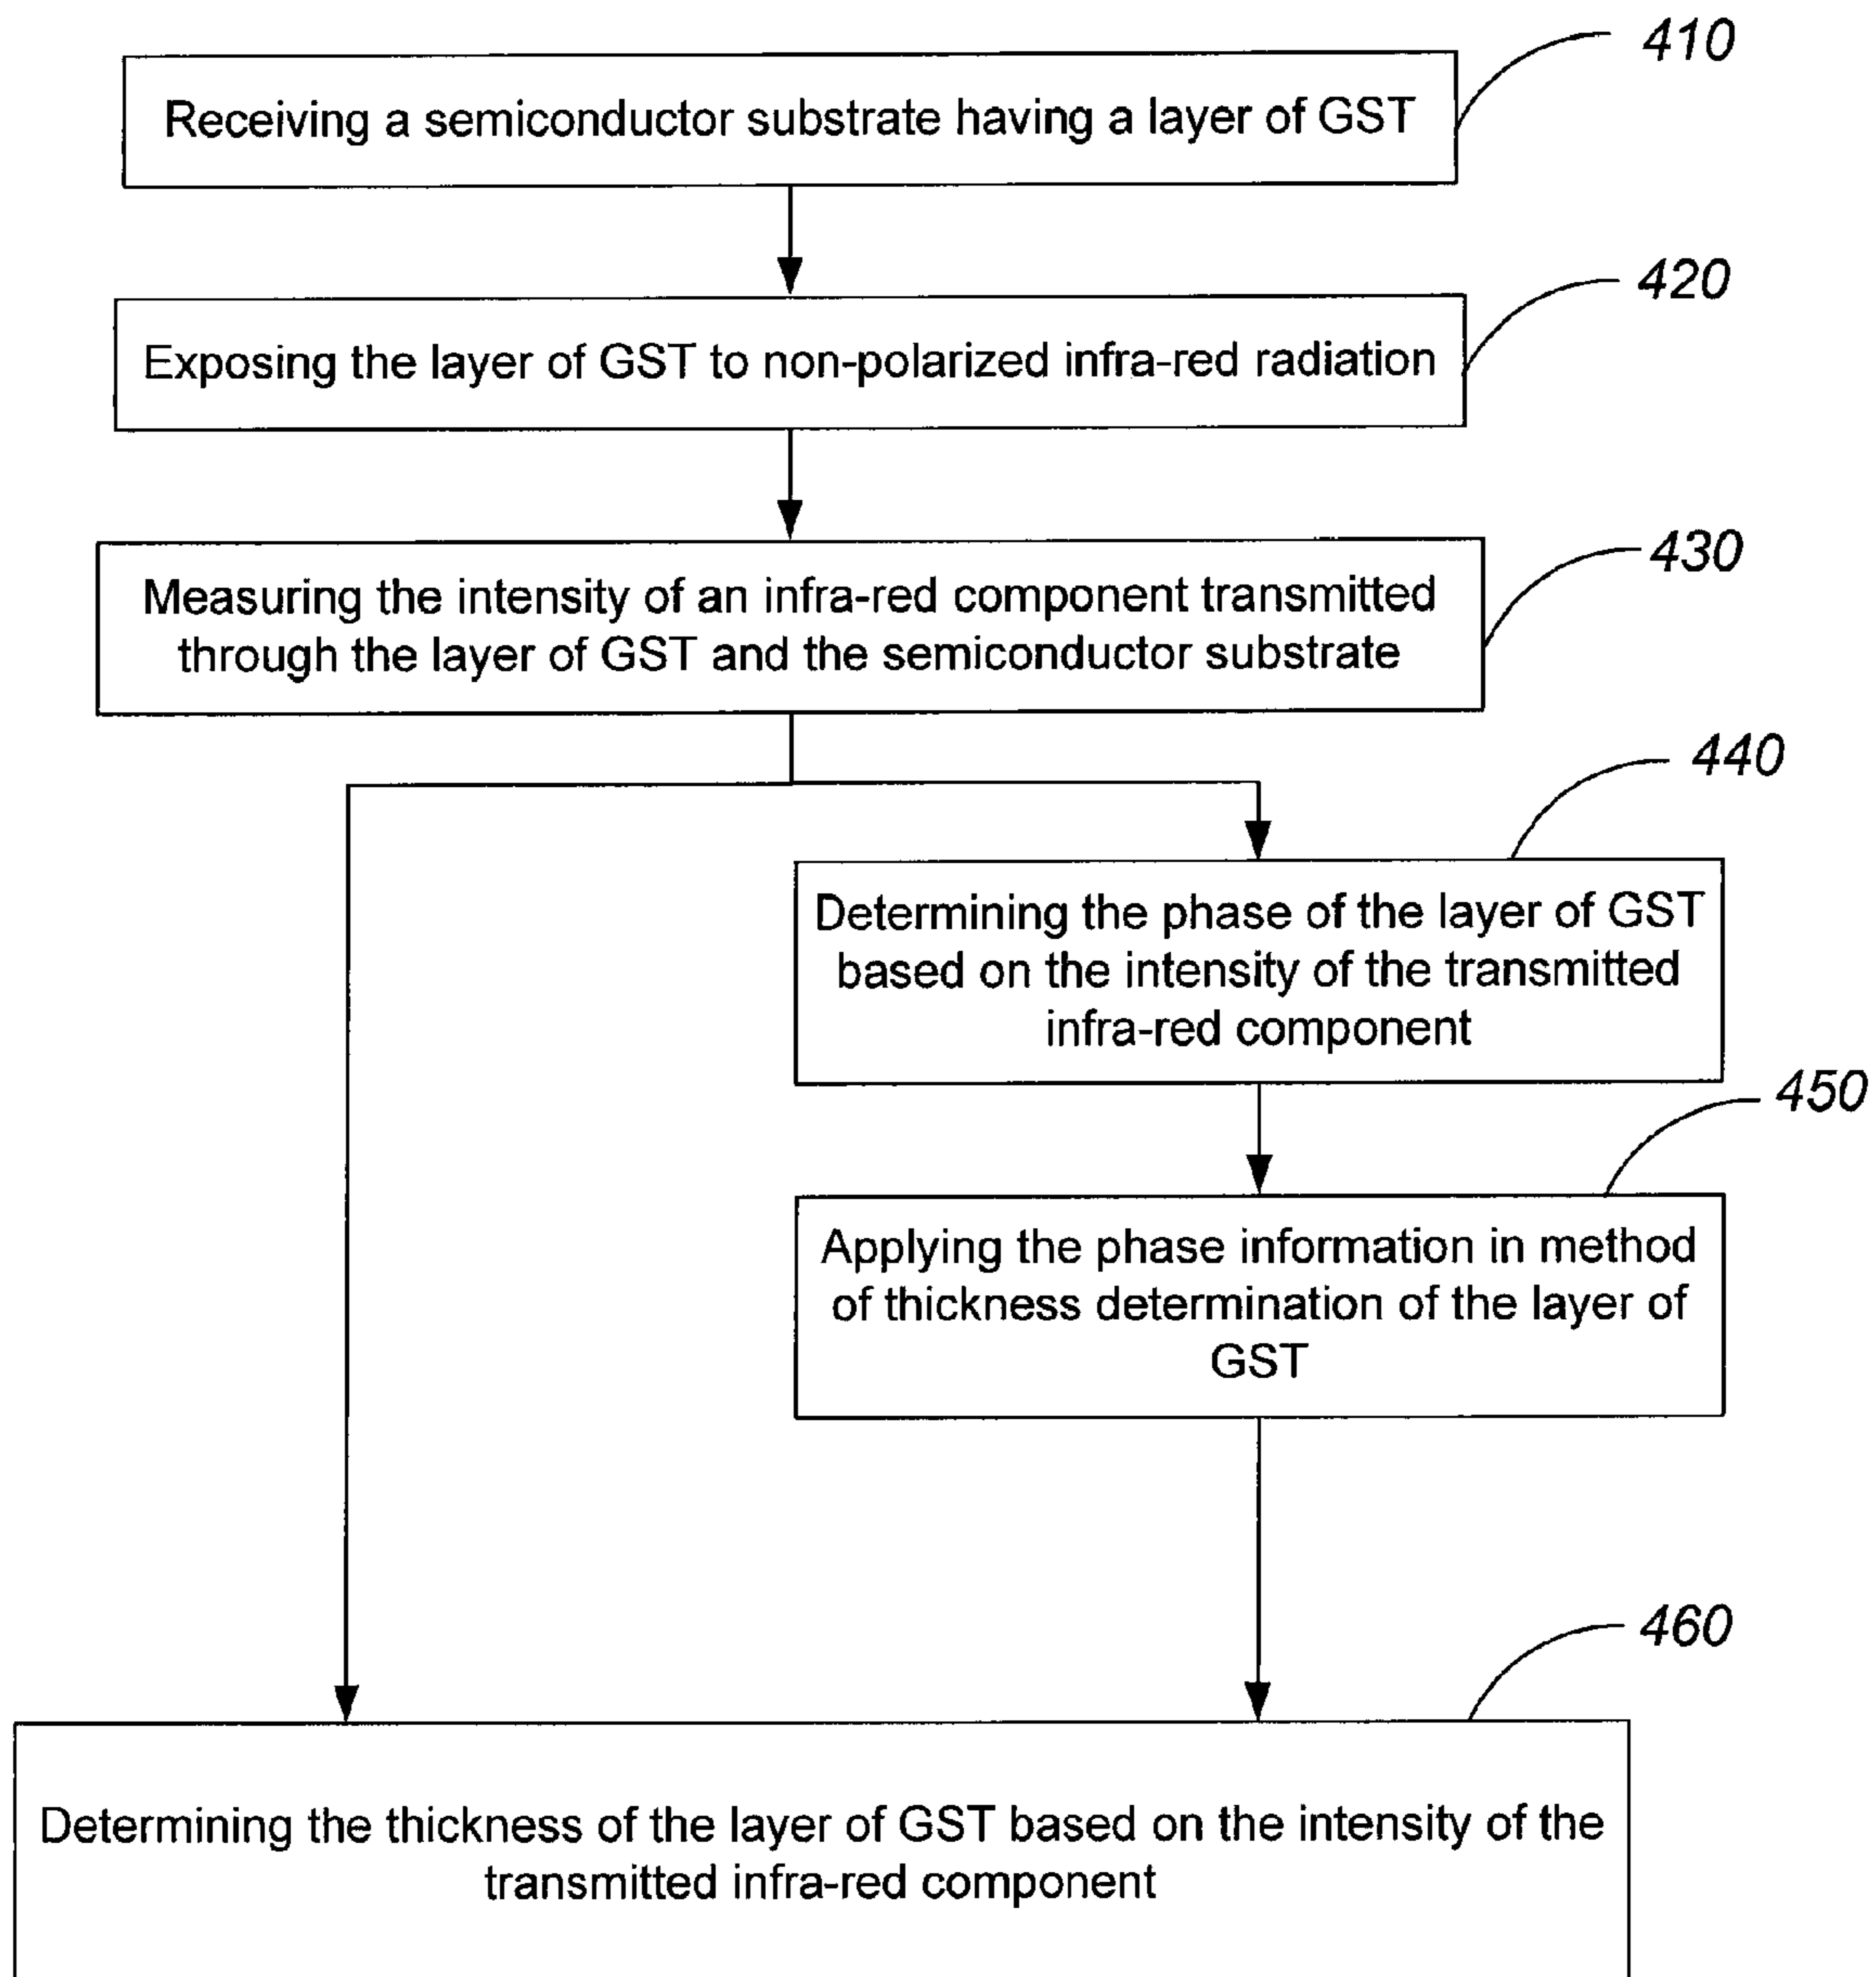 410
Receiving a semiconductor substrate having a layer of GST
420
Exposing the layer of GST to non-polarized infra-red radiation
430
Measuring the intensity of an infra-red component transmitted
through the layer of GST and the semiconductor substrate
440
Determining the phase of the layer of GST
based on the intensity of the transmitted
infra-red component
450
Applying the phase information in method
of thickness determination of the layer of
GST
460
Determining the thickness of the layer of GST based on the intensity of the
transmitted infra-red component